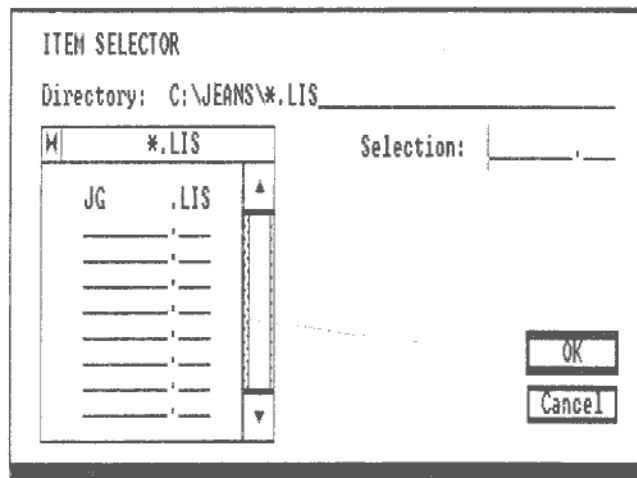 ITEM SELECTOR
Directory: C:\JEANS\*.LIS
*.LIS
Selection: .
JG .LIS
OK
Cancel